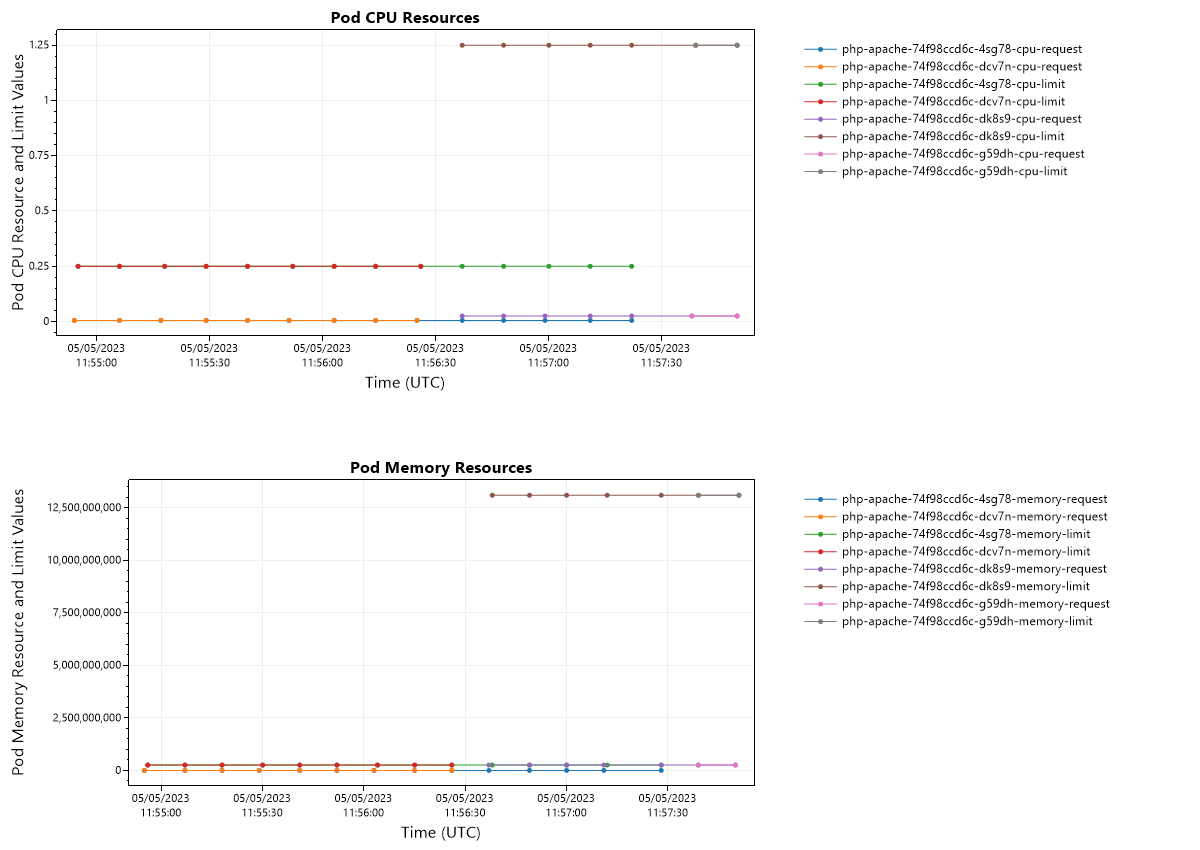 Pod CPU Resources
Pod CPU Resource and Limit Values
1.25
1
0.75
0.5
0.25
0
05/05/2023 05/05/2023 05/05/2023 05/05/2023 05/05/2023 05/05/2023
11:55:00 11:55:30 11:56:00 11:56:30 11:57:00 11:57:30
Time (UTC)
php-apache-74f98ccd6c-4sg78-cpu-request
php-apache-74f98ccd6c-dcv7n-cpu-request
php-apache-74f98ccd6c-4sg78-cpu-limit
php-apache-74f98ccd6c-dcv7n-cpu-limit
php-apache-74f98ccd6c-dk8s9-cpu-request
php-apache-74f98ccd6c-dk8s9-cpu-limit
php-apache-74f98ccd6c-g59dh-cpu-request
php-apache-74f98ccd6c-g59dh-cpu-limit
Pod Memory Resources
Pod Memory Resource and Limit Values
12,500,000,000
10,000,000,000
7,500,000,000
5,000,000,000
2,500,000,000
0
05/05/2023 05/05/2023 05/05/2023 05/05/2023 05/05/2023 05/05/2023
11:55:00 11:55:30 11:56:00 11:56:30 11:57:00 11:57:30
Time (UTC)
php-apache-74f98ccd6c-4sg78-memory-request
php-apache-74f98ccd6c-dcv7n-memory-request
php-apache-74f98ccd6c-4sg78-memory-limit
php-apache-74f98ccd6c-dcv7n-memory-limit
php-apache-74f98ccd6c-dk8s9-memory-request
php-apache-74f98ccd6c-dk8s9-memory-limit
php-apache-74f98ccd6c-g59dh-memory-request
php-apache-74f98ccd6c-g59dh-memory-limit